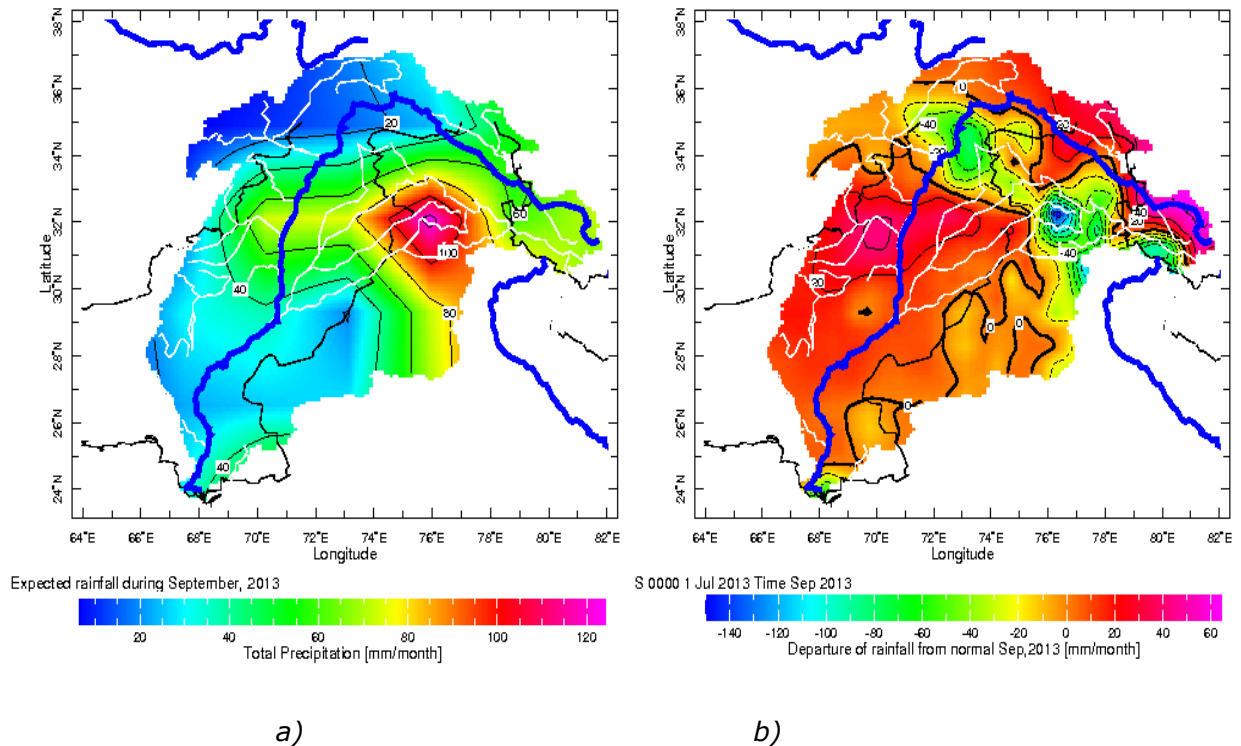 38°N
36°N
34°N
32°N
30°N
28°N
26°N
24°N
Latitude
20
60
100
40
80
40
64°E 66°E 68°E 70°E 72°E 74°E 76°E 78°E 80°E 82°E
Longitude
Expected rainfall during September, 2013
20 40 60 80 100 120
Total Precipitation [mm/month]
a)
38°N
36°N
34°N
32°N
30°N
28°N
26°N
24°N
Latitude
0
-40
20
-20
40
20
-40
20
0
0
0
64°E 66°E 68°E 70°E 72°E 74°E 76°E 78°E 80°E 82°E
Longitude
S 0000 1 Jul 2013 Time Sep 2013
-140 -120 -100 -80 -60 -40 -20 0 20 40 60
Departure of rainfall from normal Sep,2013 [mm/month]
b)